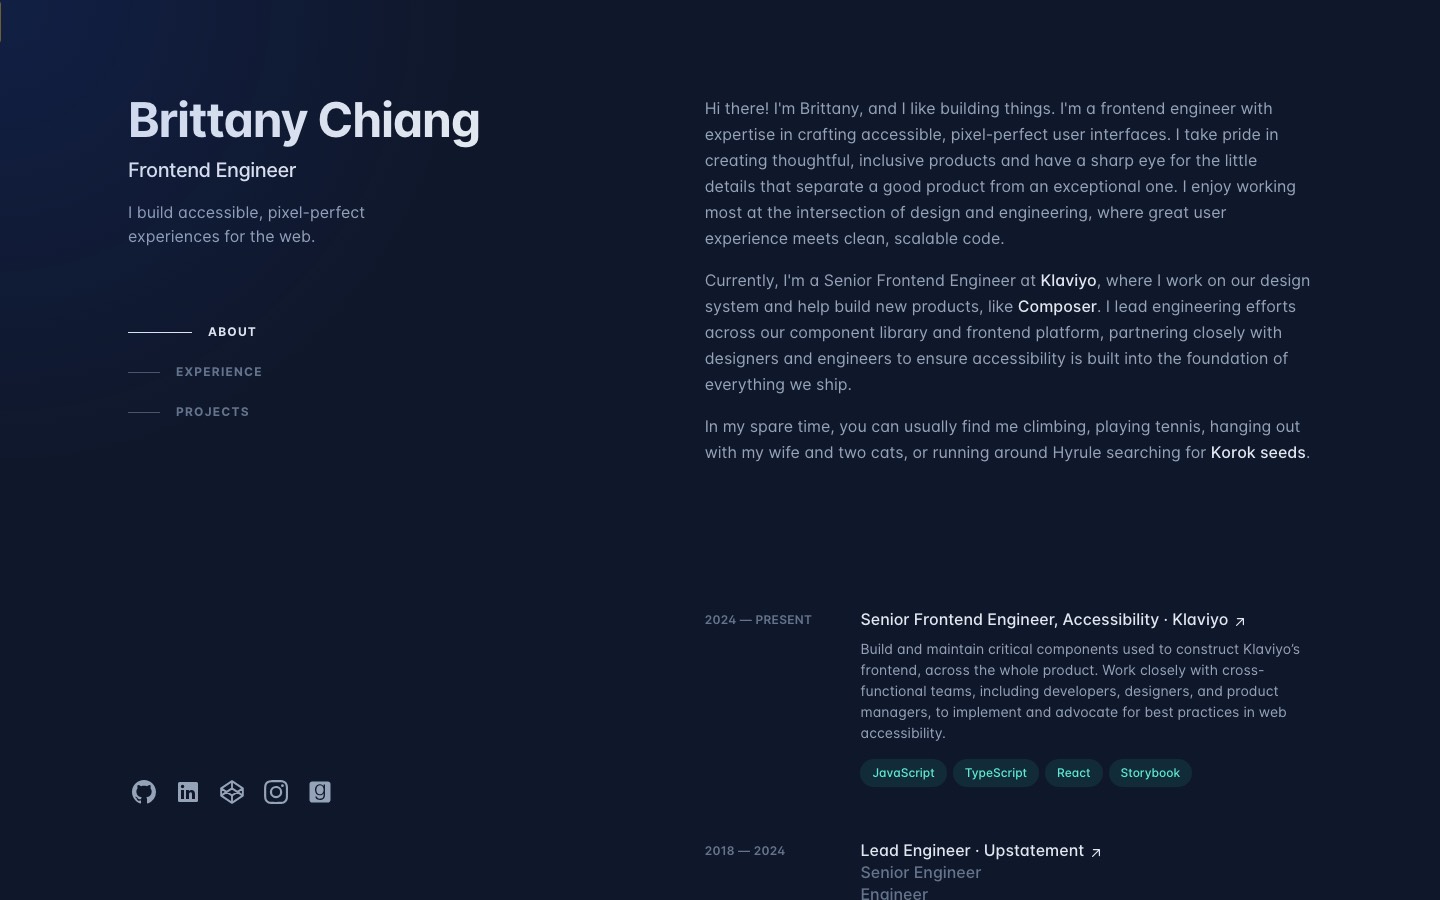 Brittany Chiang
Frontend Engineer
I build accessible, pixel-perfect
experiences for the web.
ABOUT
EXPERIENCE
PROJECTS
Hi there! I'm Brittany, and I like building things. I'm a frontend engineer with
expertise in crafting accessible, pixel-perfect user interfaces. I take pride in
creating thoughtful, inclusive products and have a sharp eye for the little
details that separate a good product from an exceptional one. I enjoy working
most at the intersection of design and engineering, where great user
experience meets clean, scalable code.
Currently, I'm a Senior Frontend Engineer at Klaviyo, where I work on our design
system and help build new products, like Composer. I lead engineering efforts
across our component library and frontend platform, partnering closely with
designers and engineers to ensure accessibility is built into the foundation of
everything we ship.
In my spare time, you can usually find me climbing, playing tennis, hanging out
with my wife and two cats, or running around Hyrule searching for Korok seeds.
2024 — PRESENT
Senior Frontend Engineer, Accessibility · Klaviyo
Build and maintain critical components used to construct Klaviyo’s
frontend, across the whole product. Work closely with cross-
functional teams, including developers, designers, and product
managers, to implement and advocate for best practices in web
accessibility.
JavaScript TypeScript React Storybook
2018 — 2024
Lead Engineer · Upstatement
Senior Engineer
Engineer